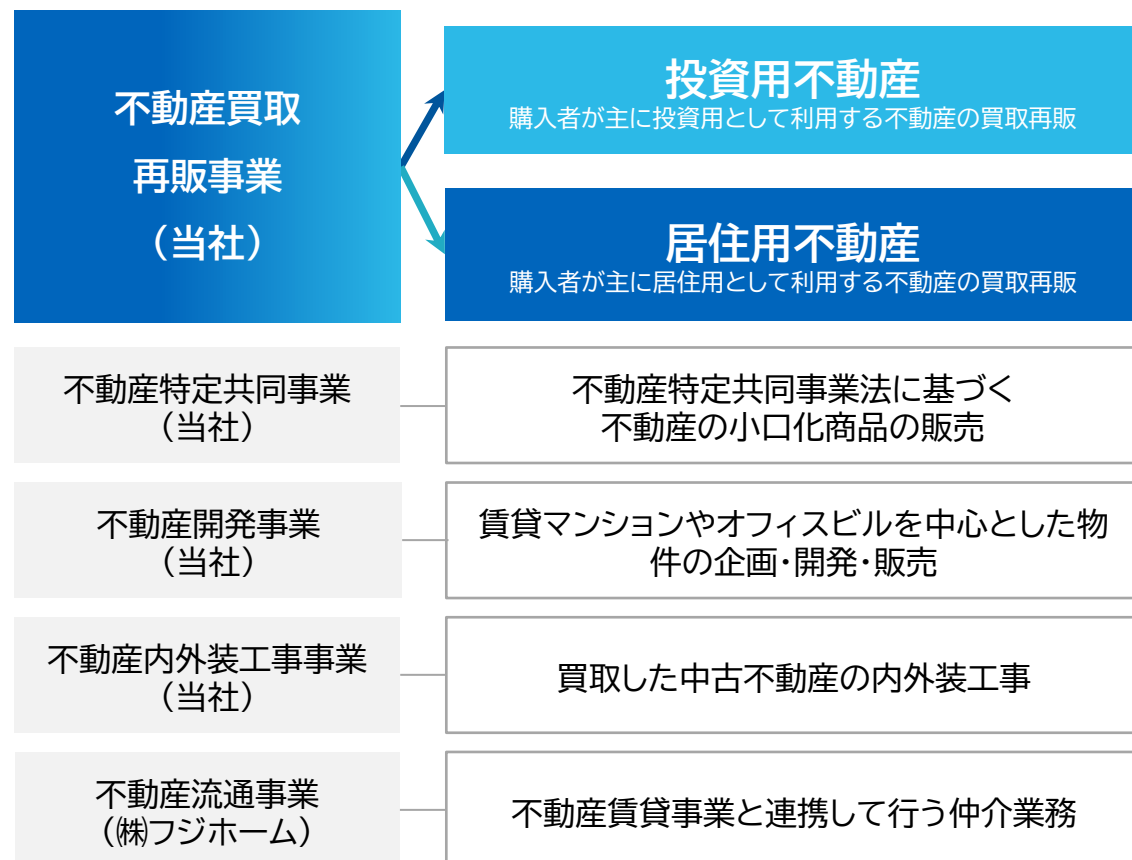 不動産買取
再販事業
（当社）
投資用不動産
購入者が主に投資用として利用する不動産の買取再販
居住用不動産
購入者が主に居住用として利用する不動産の買取再販
不動産特定共同事業
（当社）
不動産特定共同事業法に基づく
不動産の小口化商品の販売
不動産開発事業
（当社）
賃貸マンションやオフィスビルを中心とした物
件の企画・開発・販売
不動産内外装工事事業
（当社）
買取した中古不動産の内外装工事
不動産流通事業
（㈱フジホーム）
不動産賃貸事業と連携して行う仲介業務